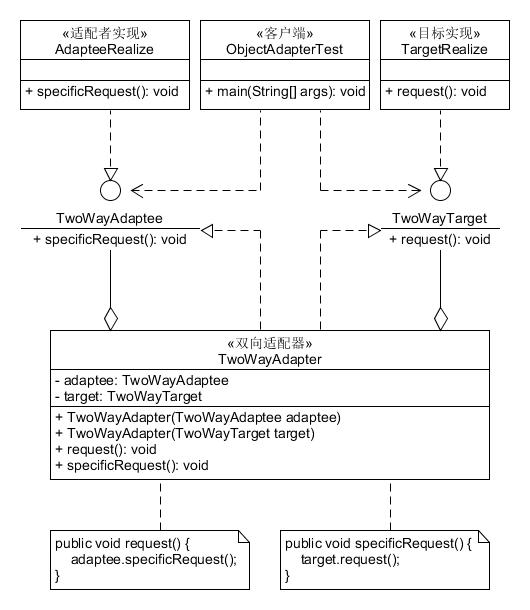 «适配者实现»
AdapteeRealize
+ specificRequest(): void
«客户端»
ObjectAdapterTest
+ main(String[] args): void
«目标实现»
TargetRealize
+ request(): void
TwoWayAdaptee
+ specificRequest(): void
TwoWayTarget
+ request(): void
«双向适配器»
TwoWayAdapter
- adaptee: TwoWayAdaptee
- target: TwoWayTarget
+ TwoWayAdapter(TwoWayAdaptee adaptee)
+ TwoWayAdapter(TwoWayTarget target)
+ request(): void
+ specificRequest(): void
public void request() {
adaptee.specificRequest();
}
public void specificRequest() {
target.request();
}